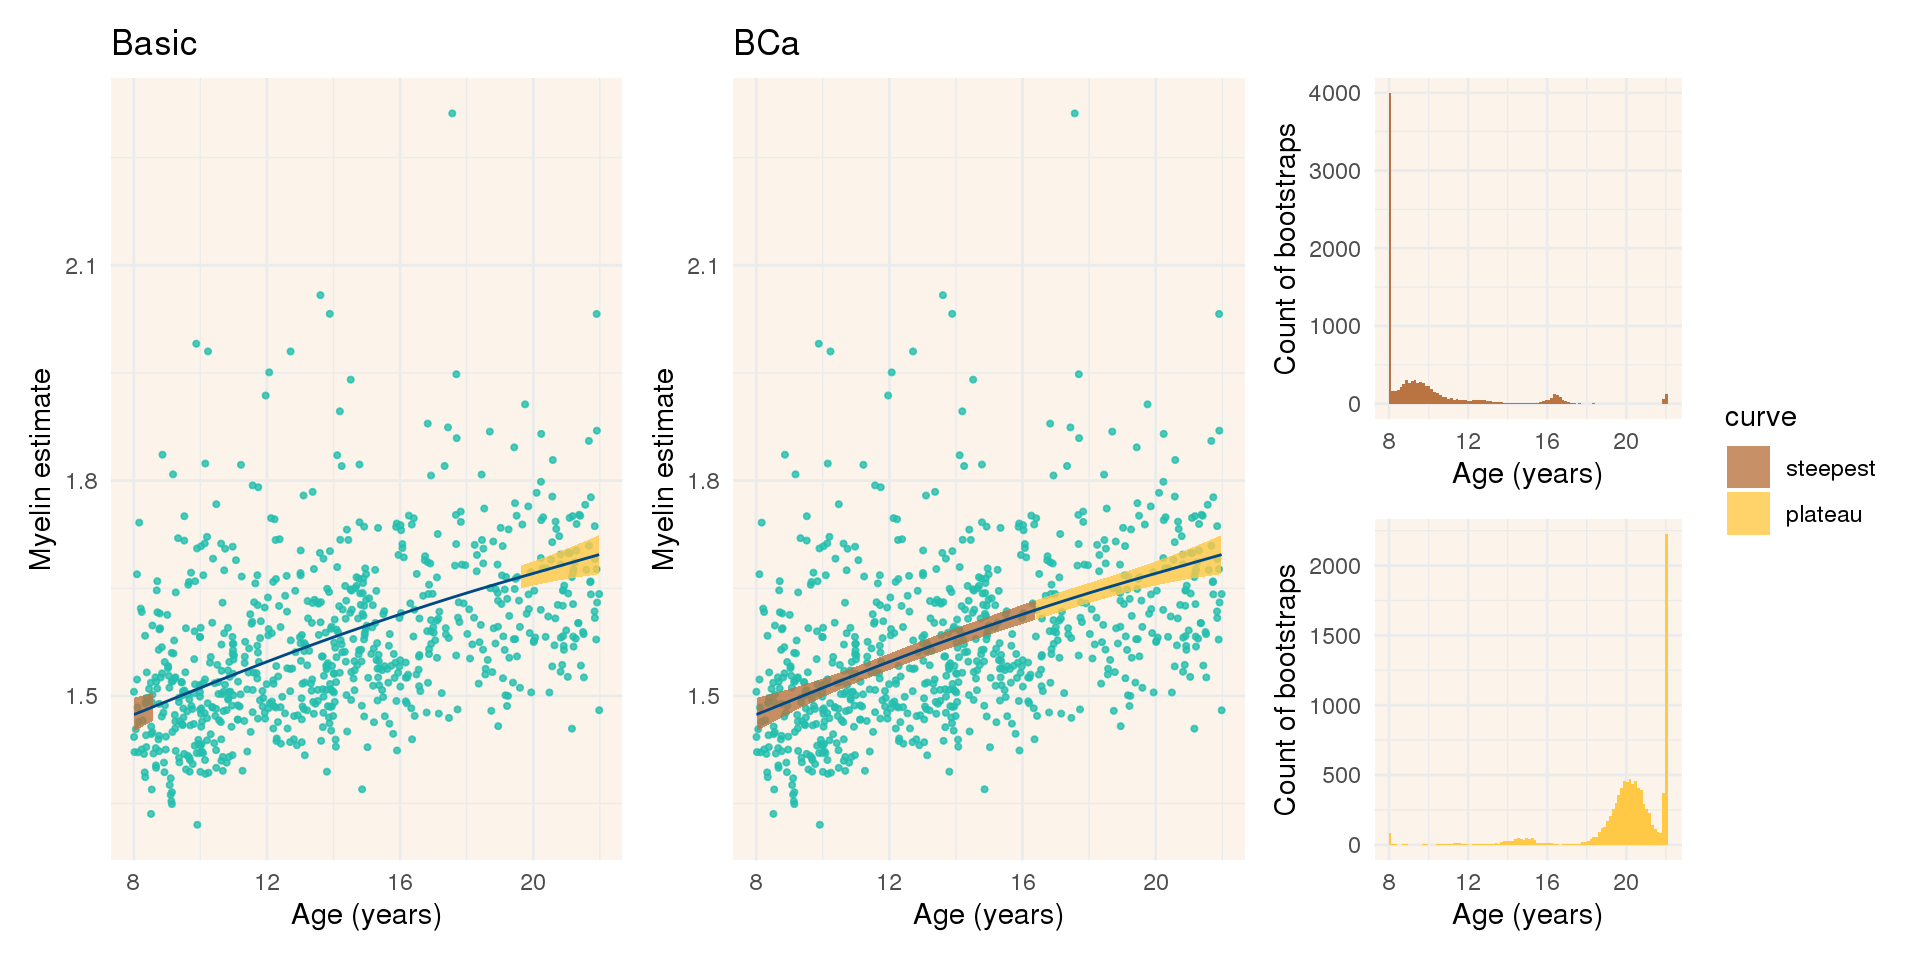 Basic
Myelin estimate
2.1
1.8
1.5
8 12 16 20
Age (years)
BCa
Myelin estimate
2.1
1.8
1.5
8 12 16 20
Age (years)
Count of bootstraps
4000
3000
2000
1000
0
8 12 16 20
Age (years)
Count of bootstraps
2000
1500
1000
500
0
8 12 16 20
Age (years)
curve
steepest
plateau